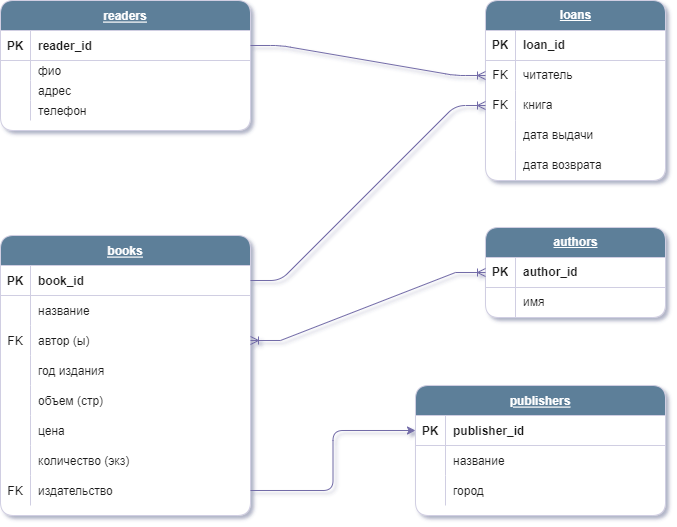 readers
PK reader_id
фио
адрес
телефон
loans
PK loan_id
FK читатель
FK книга
дата выдачи
дата возврата
books
PK book_id
название
FK автор (ы)
год издания
объем (стр)
цена
количество (экз)
FK издательство
authors
PK author_id
имя
publishers
PK publisher_id
название
город